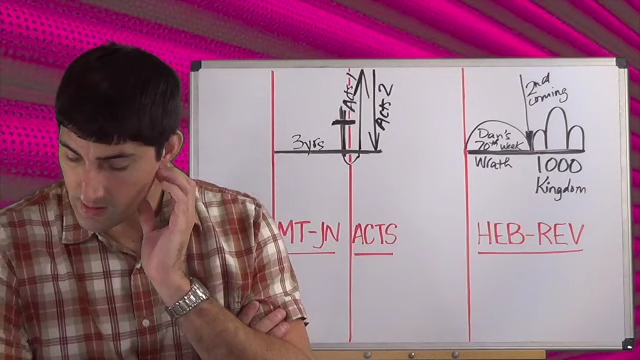 3yrs
Acts 1
Acts 2
2nd
Coming
Dan's
70th week
Wrath
1000
Kingdom
MT-JN
ACTS
HEB-REV